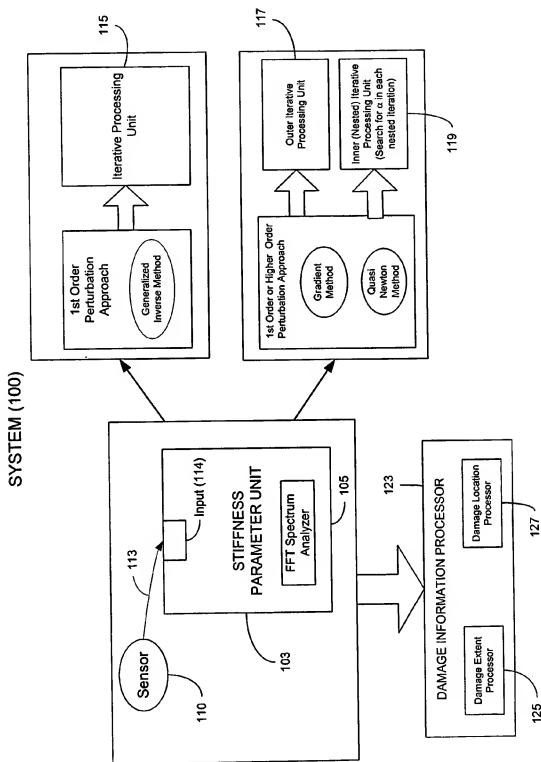 SYSTEM (100)
Sensor
110
113
Input (114)
STIFFNESS
PARAMETER UNIT
FFT Spectrum
Analyzer
103
105
1st Order
Perturbation
Approach
Generalized
Inverse Method
Iterative Processing
Unit
115
1st Order or Higher Order
Perturbation Approach
Gradient
Method
Quasi
Newton
Method
Outer Iterative
Processing Unit
117
Inner (Nested) Iterative
Processing Unit
(Search for α in each
nested iteration)
119
DAMAGE INFORMATION PROCESSOR
123
Damage Extent
Processor
125
Damage Location
Processor
127